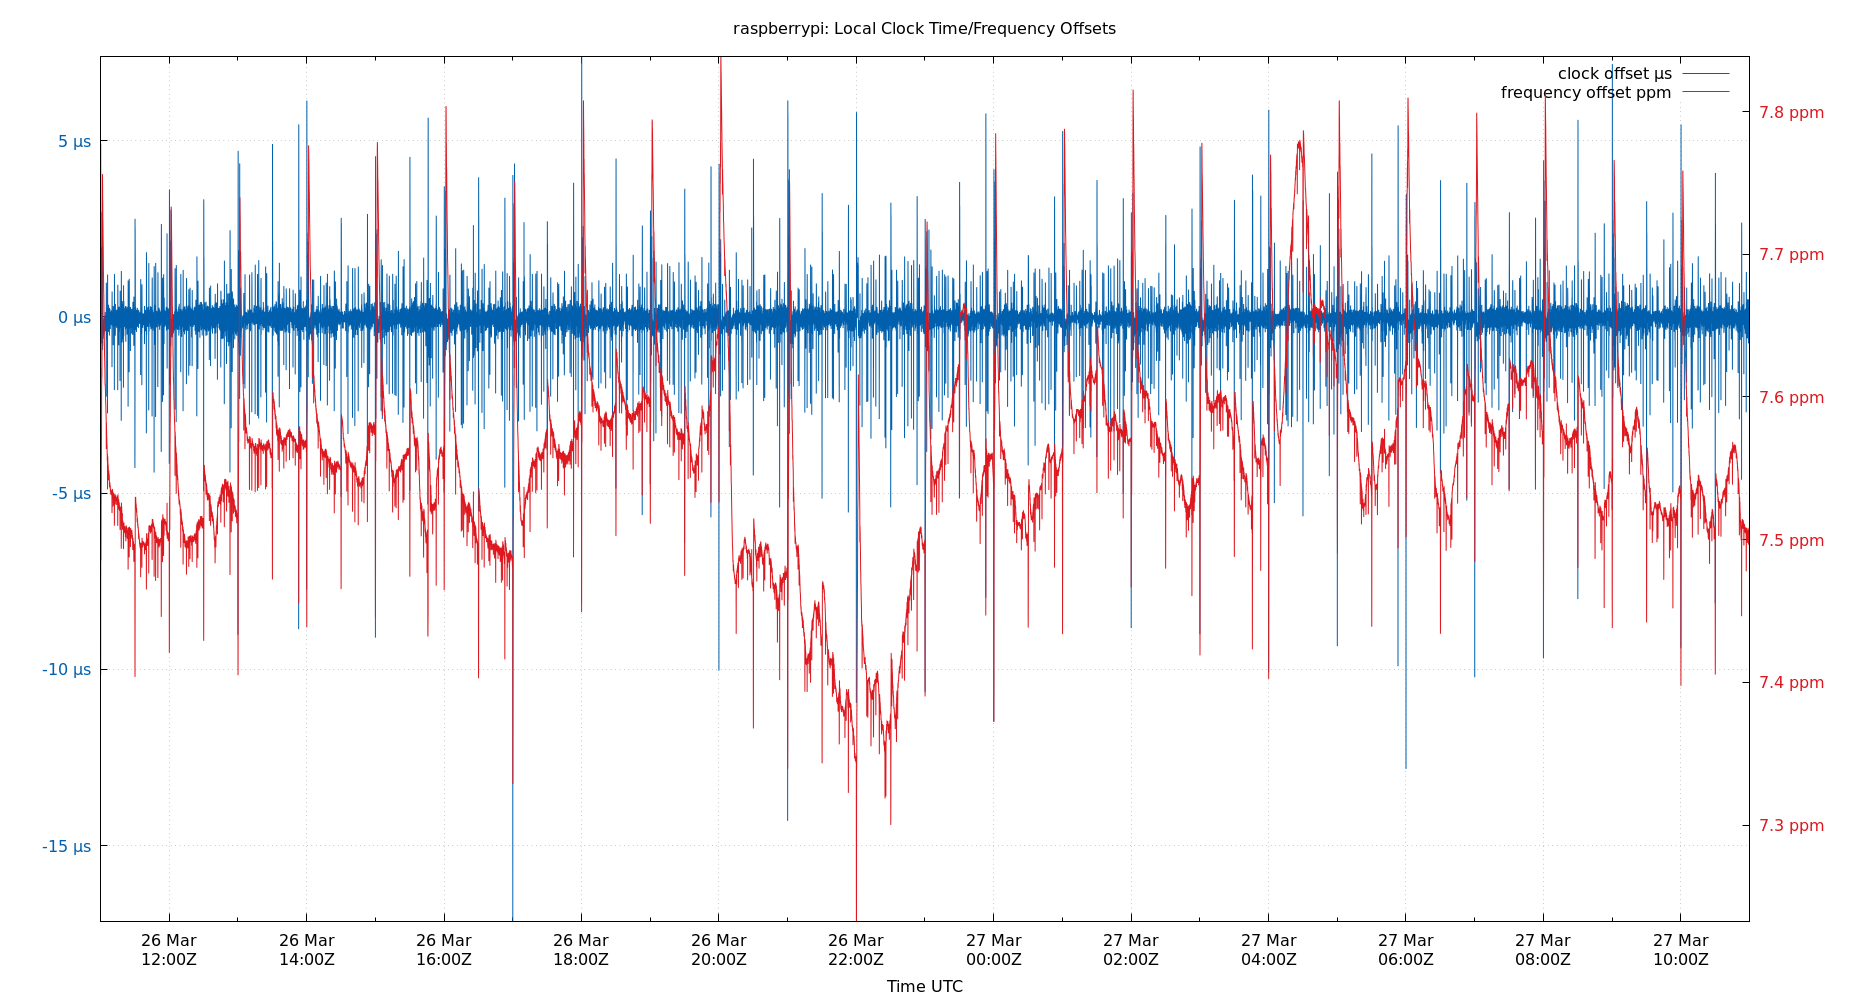 raspberrypi: Local Clock Time/Frequency Offsets
clock offset µs
frequency offset ppm
5 µs
0 µs
-5 µs
-10 µs
-15 µs
7.8 ppm
7.7 ppm
7.6 ppm
7.5 ppm
7.4 ppm
7.3 ppm
26 Mar 26 Mar 26 Mar 26 Mar 26 Mar 26 Mar 27 Mar 27 Mar 27 Mar 27 Mar 27 Mar 27 Mar
12:00Z 14:00Z 16:00Z 18:00Z 20:00Z 22:00Z 00:00Z 02:00Z 04:00Z 06:00Z 08:00Z 10:00Z
Time UTC